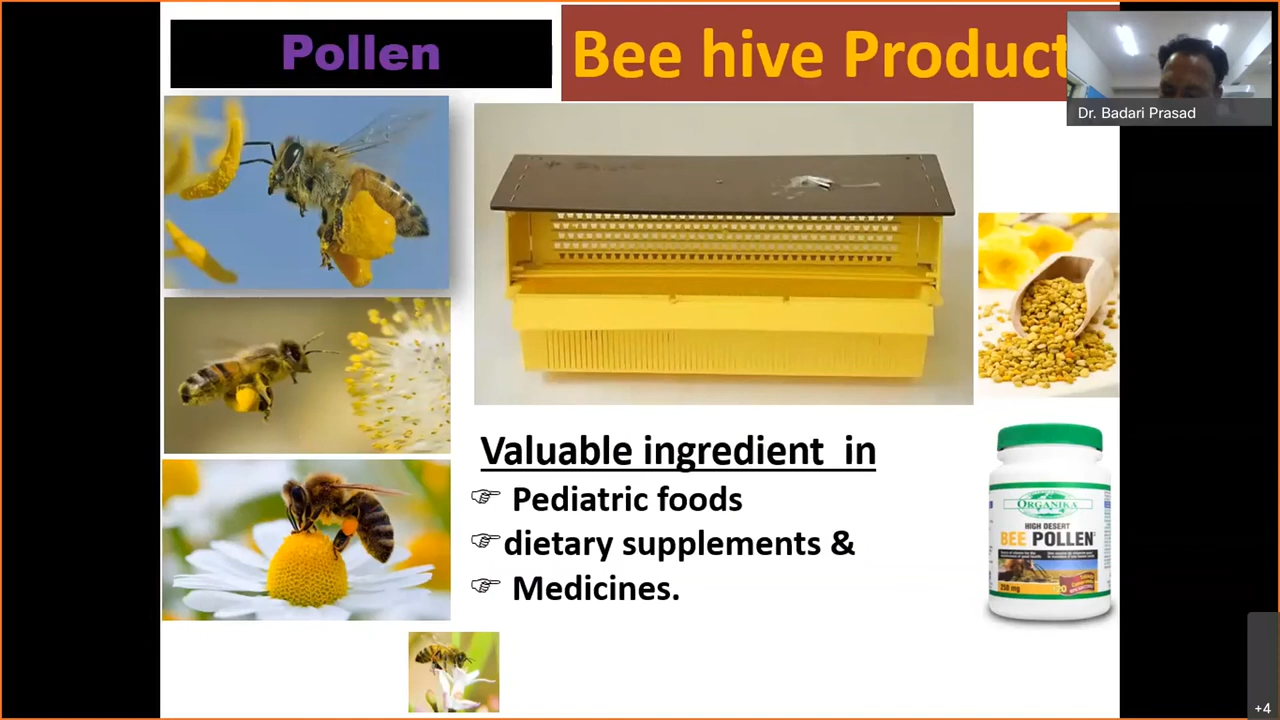 Pollen
Bee hive Product
Dr. Badari Prasad
Valuable ingredient in
Pediatric foods
dietary supplements &
Medicines.
ORGANIKA
HIGH DESERT
BEE POLLEN
250 mg
+4